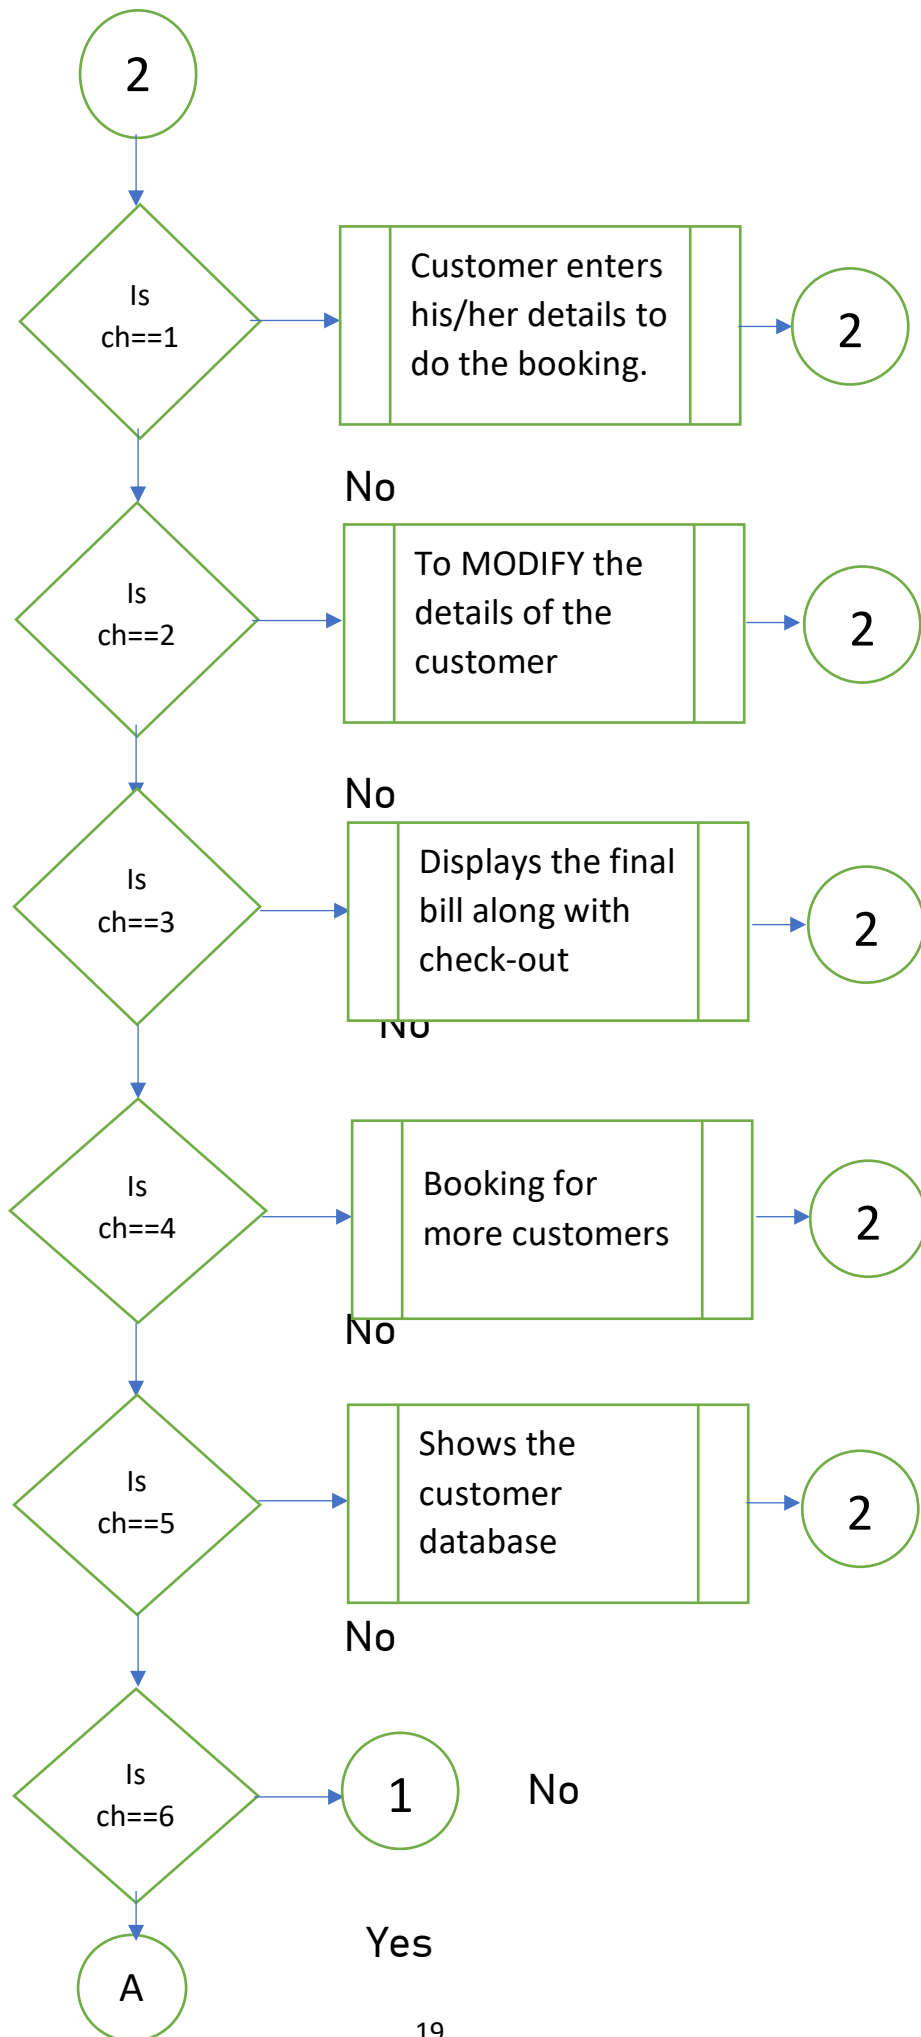 2
Is
ch==1
Customer enters
his/her details to
do the booking.
2
No
Is
ch==2
To MODIFY the
details of the
customer
2
No
Is
ch==3
Displays the final
bill along with
check-out
2
No
Is
ch==4
Booking for
more customers
2
No
Is
ch==5
Shows the
customer
database
2
No
Is
ch==6
1
No
Yes
A
19